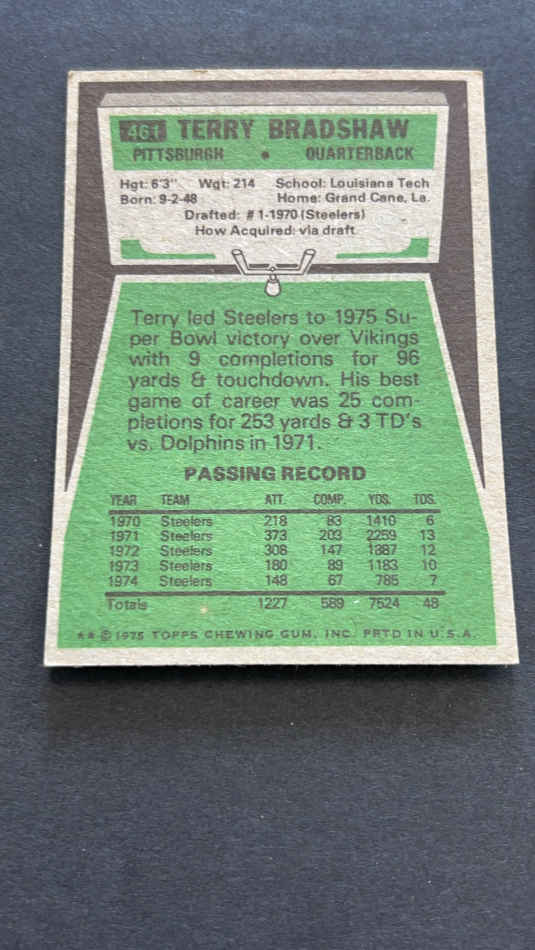 461 TERRY BRADSHAW
PITTSBURGH • QUARTERBACK
Hgt: 6'3" Wgt: 214 School: Louisiana Tech
Born: 9-2-48 Home: Grand Cane, La.
Drafted: #1-1970 (Steelers)
How Acquired: via draft
Terry led Steelers to 1975 Su-
per Bowl victory over Vikings
with 9 completions for 96
yards & touchdown. His best
game of career was 25 com-
pletions for 253 yards & 3 TD's
vs. Dolphins in 1971.
PASSING RECORD
YEAR TEAM ATT. COMP. YDS. TDS.
1970 Steelers 218 83 1410 6
1971 Steelers 373 203 2259 13
1972 Steelers 308 147 1887 12
1973 Steelers 180 89 1183 10
1974 Steelers 148 67 785 7
Totals 1227 589 7524 48
** © 1975 TOPPS CHEWING GUM, INC. PRTD IN U.S.A.